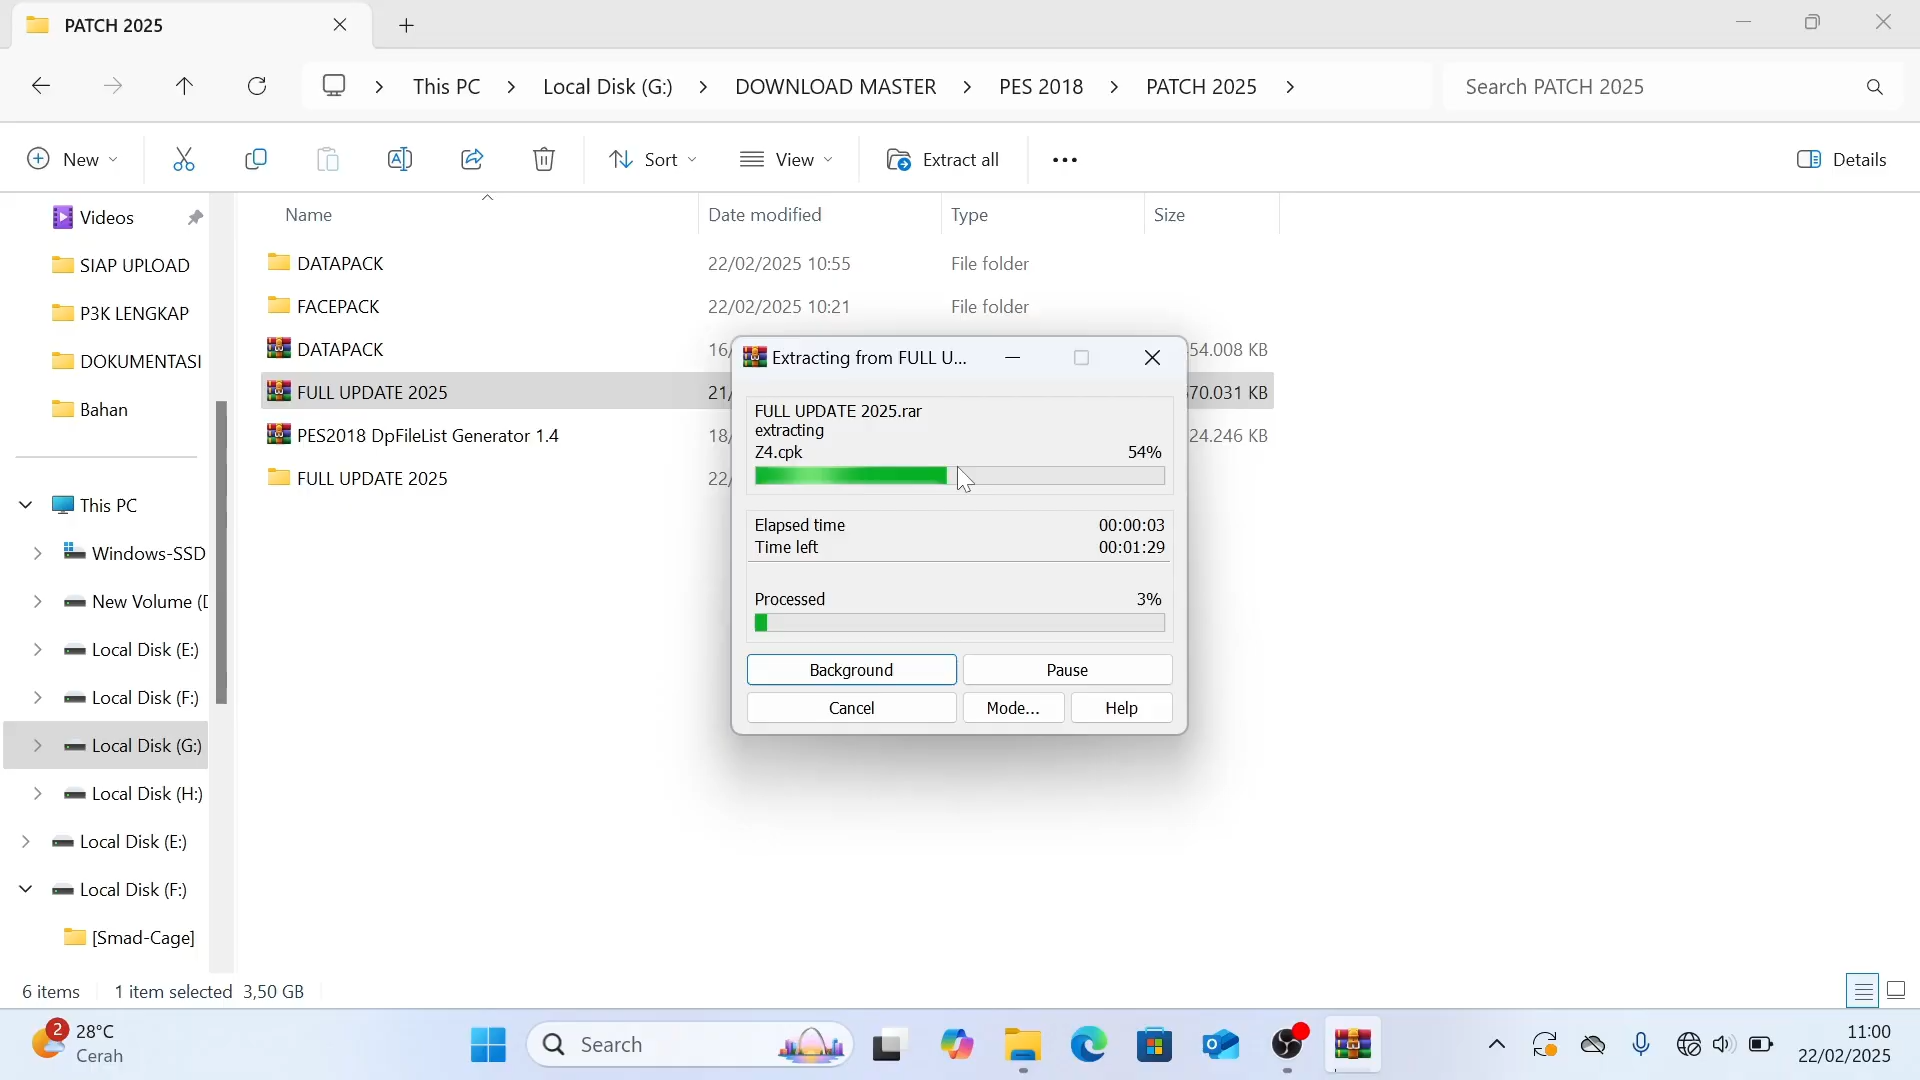 PATCH 2025
This PC > Local Disk (G:) > DOWNLOAD MASTER > PES 2018 > PATCH 2025 >
Search PATCH 2025
New
Sort
View
Extract all
Details
Name
Date modified
Type
Size
Videos
SIAP UPLOAD
P3K LENGKAP
DOKUMENTASI
Bahan
This PC
Windows-SSD
New Volume (D
Local Disk (E:)
Local Disk (F:)
Local Disk (G:)
Local Disk (H:)
Local Disk (E:)
Local Disk (F:)
[Smad-Cage]
DATAPACK 22/02/2025 10:55 File folder
FACEPACK 22/02/2025 10:21 File folder
DATAPACK 16/ 54.008 KB
FULL UPDATE 2025 21/ 70.031 KB
PES2018 DpFileList Generator 1.4 18/ 24.246 KB
FULL UPDATE 2025 22/
Extracting from FULL U...
FULL UPDATE 2025.rar
extracting
Z4.cpk 54%
Elapsed time 00:00:03
Time left 00:01:29
Processed 3%
Background
Pause
Cancel
Mode...
Help
6 items
1 item selected 3,50 GB
2
28°C
Cerah
Search
11:00
22/02/2025